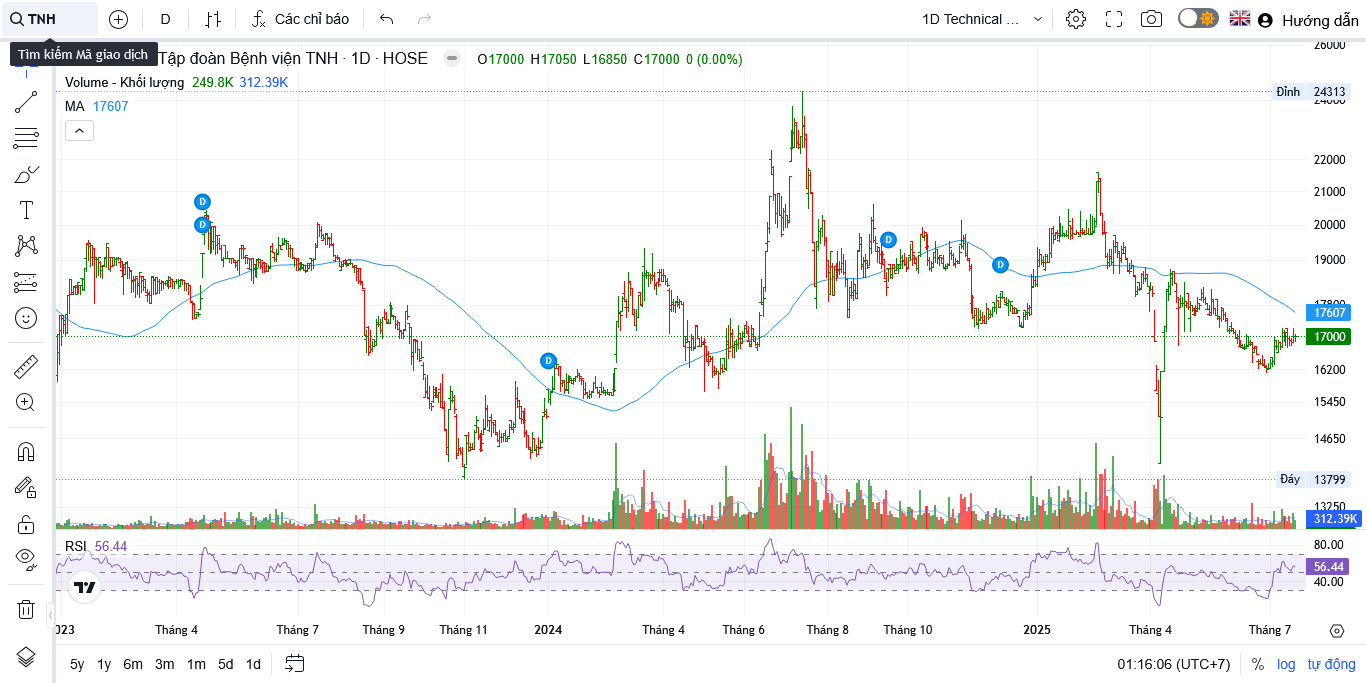 TNH
D
Các chỉ báo
1D Technical ...
Hướng dẫn
Tìm kiếm Mã giao dịch
Tập đoàn Bệnh viện TNH · 1D · HOSE
O17000 H17050 L16850 C17000 0 (0.00%)
Volume - Khối lượng 249.8K 312.39K
MA 17607
26000
Đỉnh 24313
24000
22000
21000
20000
19000
17800
17607
17000
16200
15450
14650
Đáy 13799
13250
312.39K
D
D
D
D
D
RSI 56.44
80.00
56.44
40.00
023 Tháng 4 Tháng 7 Tháng 9 Tháng 11 2024 Tháng 4 Tháng 6 Tháng 8 Tháng 10 2025 Tháng 4 Tháng 7
5y 1y 6m 3m 1m 5d 1d
01:16:06 (UTC+7) % log tự động